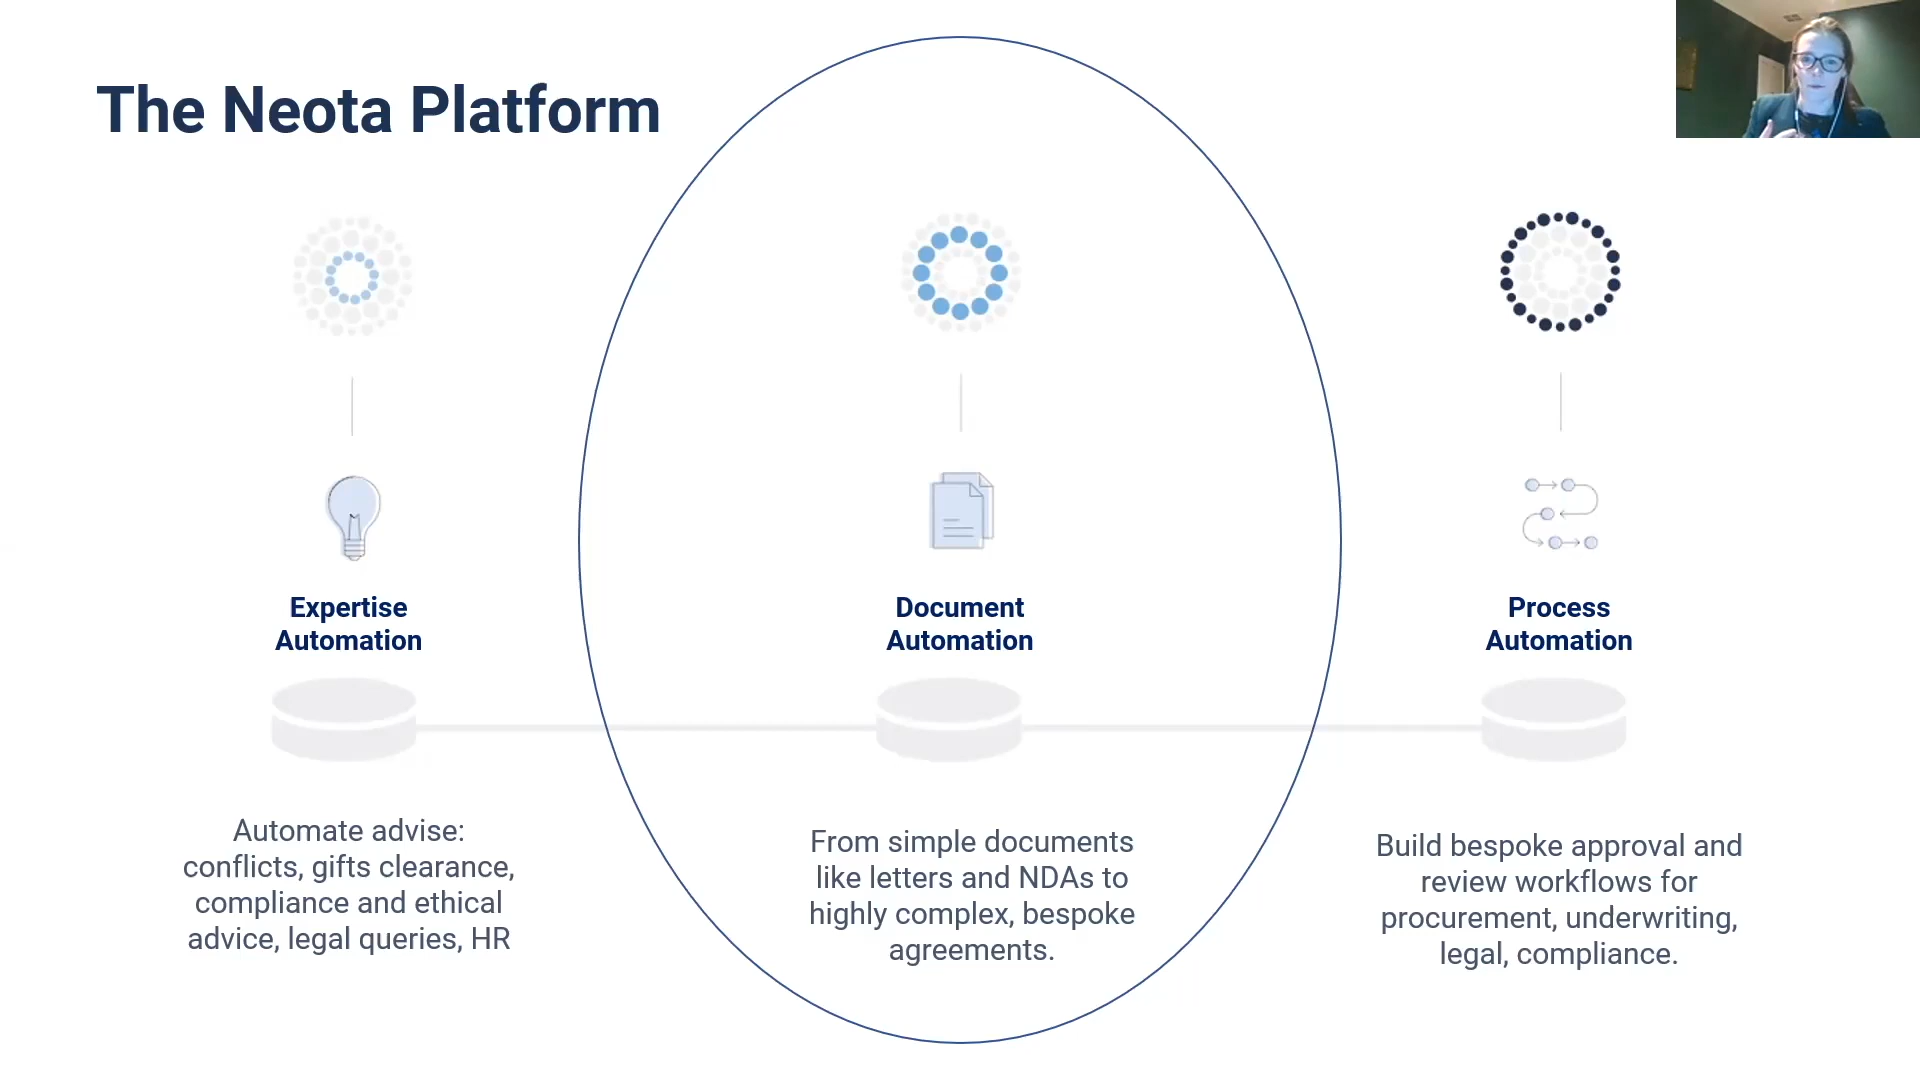 The Neota Platform
Expertise
Automation
Automate advise:
conflicts, gifts clearance,
compliance and ethical
advice, legal queries, HR
Document
Automation
From simple documents
like letters and NDAs to
highly complex, bespoke
agreements.
Process
Automation
Build bespoke approval and
review workflows for
procurement, underwriting,
legal, compliance.